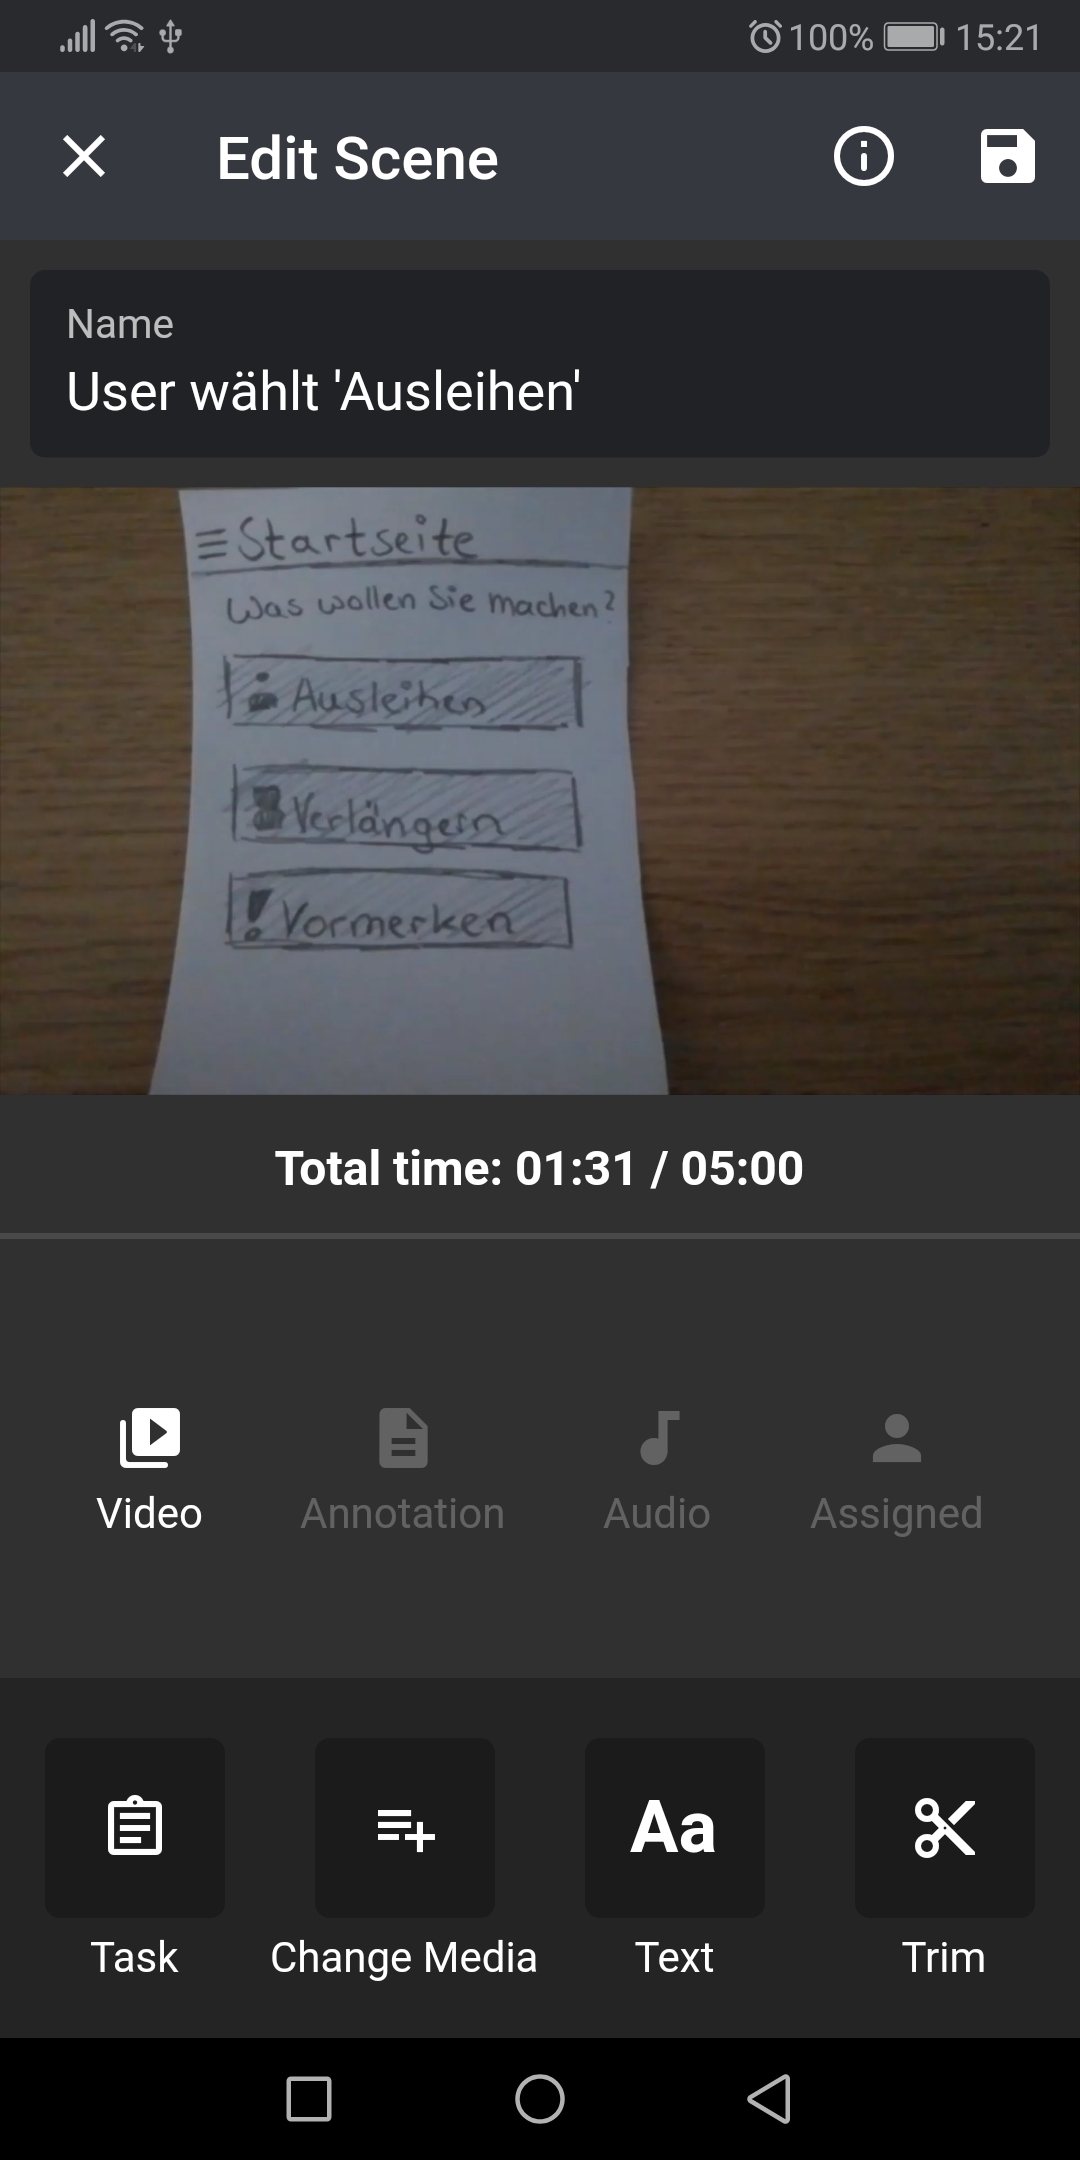 100% 15:21
Edit Scene
Name
User wählt 'Ausleihen'
≡ Startseite
Was wollen Sie machen?
Ausleihen
Verlängern
! Vormerken
Total time: 01:31 / 05:00
Video Annotation Audio Assigned
Aa
Task Change Media Text Trim